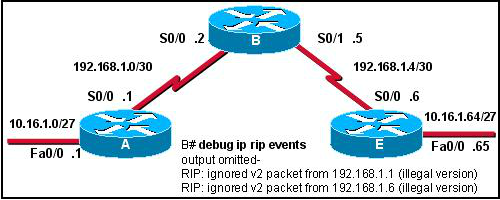 B
S0/0 .2
S0/1 .5
192.168.1.0/30
192.168.1.4/30
S0/0 .1
S0/0 .6
10.16.1.0/27
10.16.1.64/27
A
E
Fa0/0 .1
Fa0/0 .65
B# debug ip rip events
output omitted-
RIP: ignored v2 packet from 192.168.1.1 (illegal version)
RIP: ignored v2 packet from 192.168.1.6 (illegal version)